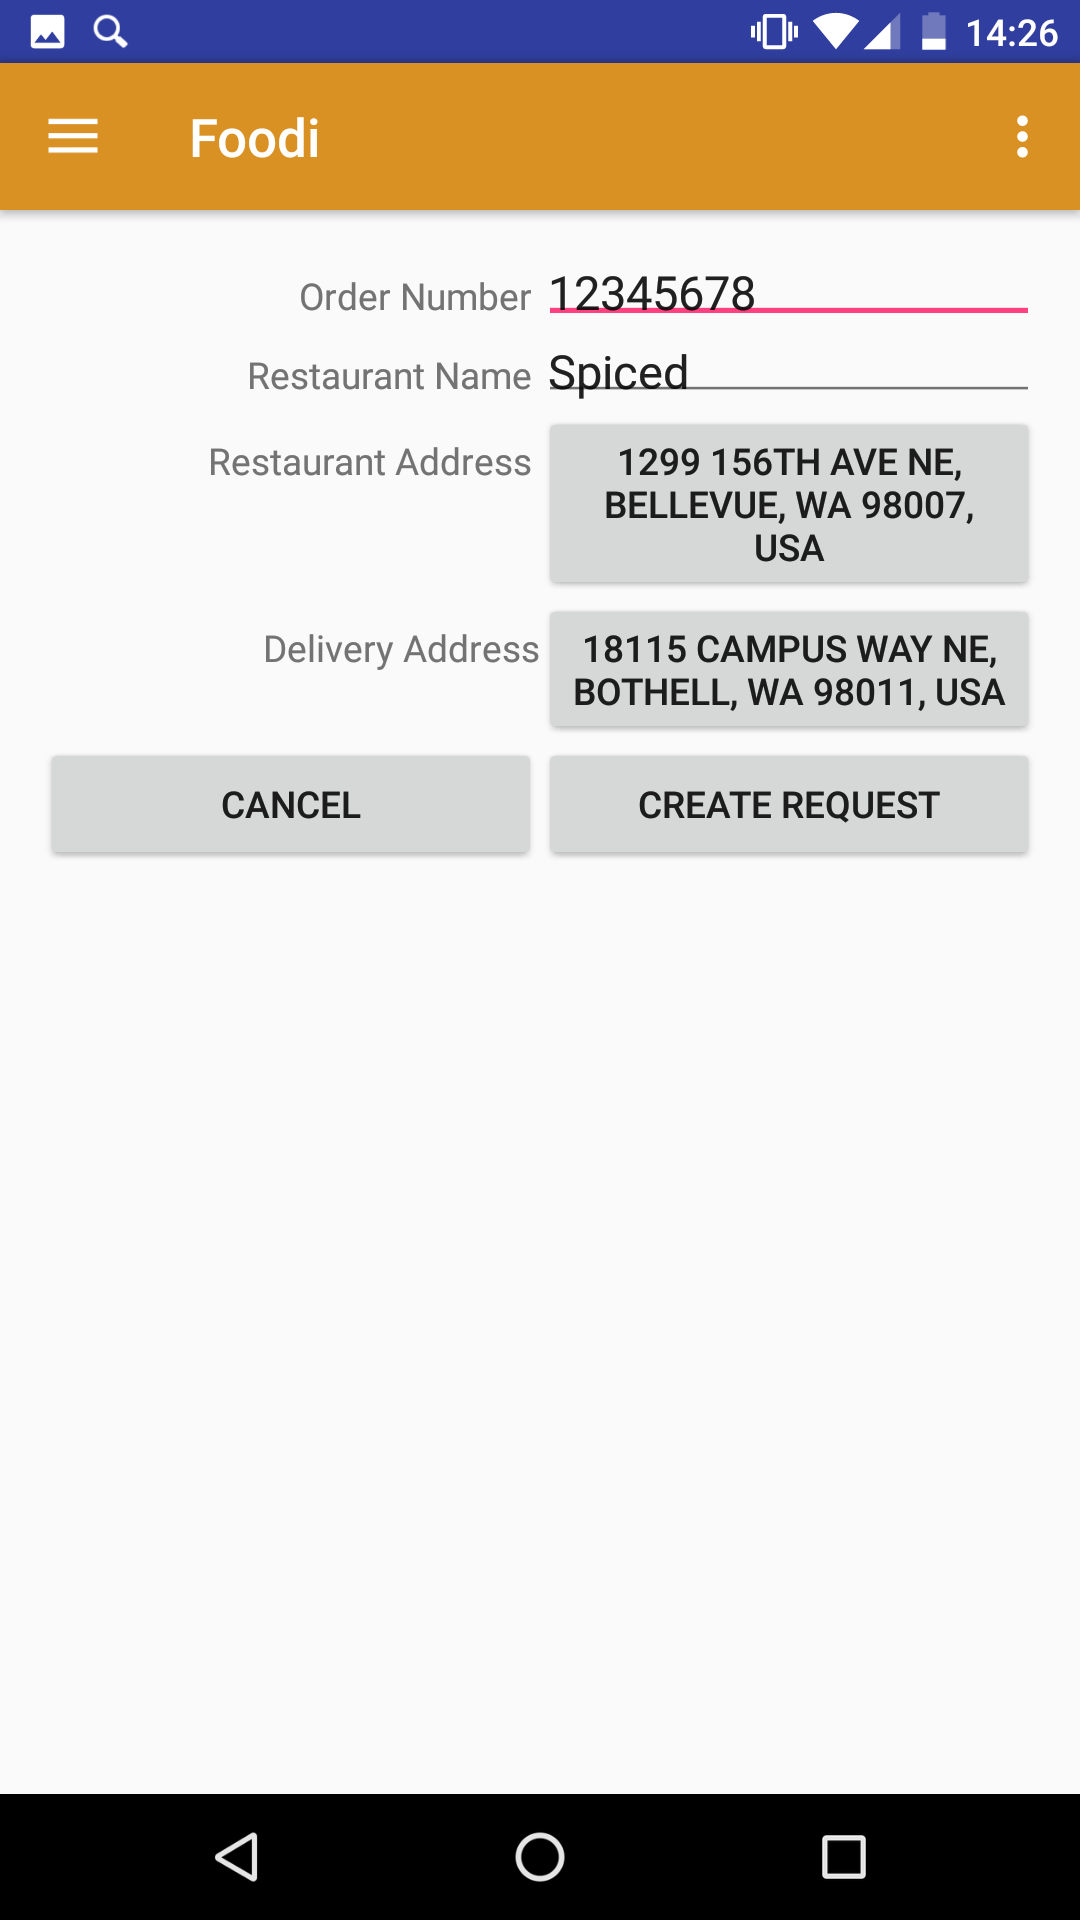 14:26
Foodi
Order Number 12345678
Restaurant Name Spiced
Restaurant Address 1299 156TH AVE NE,
BELLEVUE, WA 98007,
USA
Delivery Address 18115 CAMPUS WAY NE,
BOTHELL, WA 98011, USA
CANCEL CREATE REQUEST